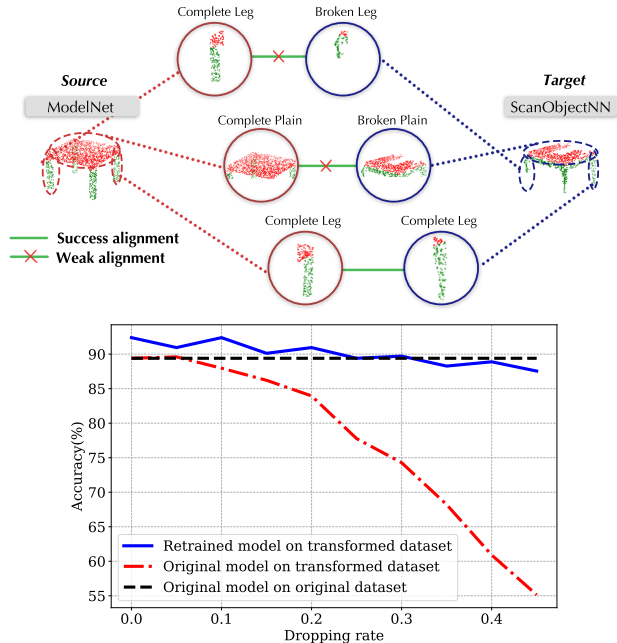 Complete Leg
Broken Leg
Source
Target
ModelNet
ScanObjectNN
Complete Plain
Broken Plain
Complete Leg
Complete Leg
Success alignment
Weak alignment
90
85
80
75
70
65
60
55
Accuracy(%)
Retrained model on transformed dataset
Original model on transformed dataset
Original model on original dataset
0.0 0.1 0.2 0.3 0.4
Dropping rate